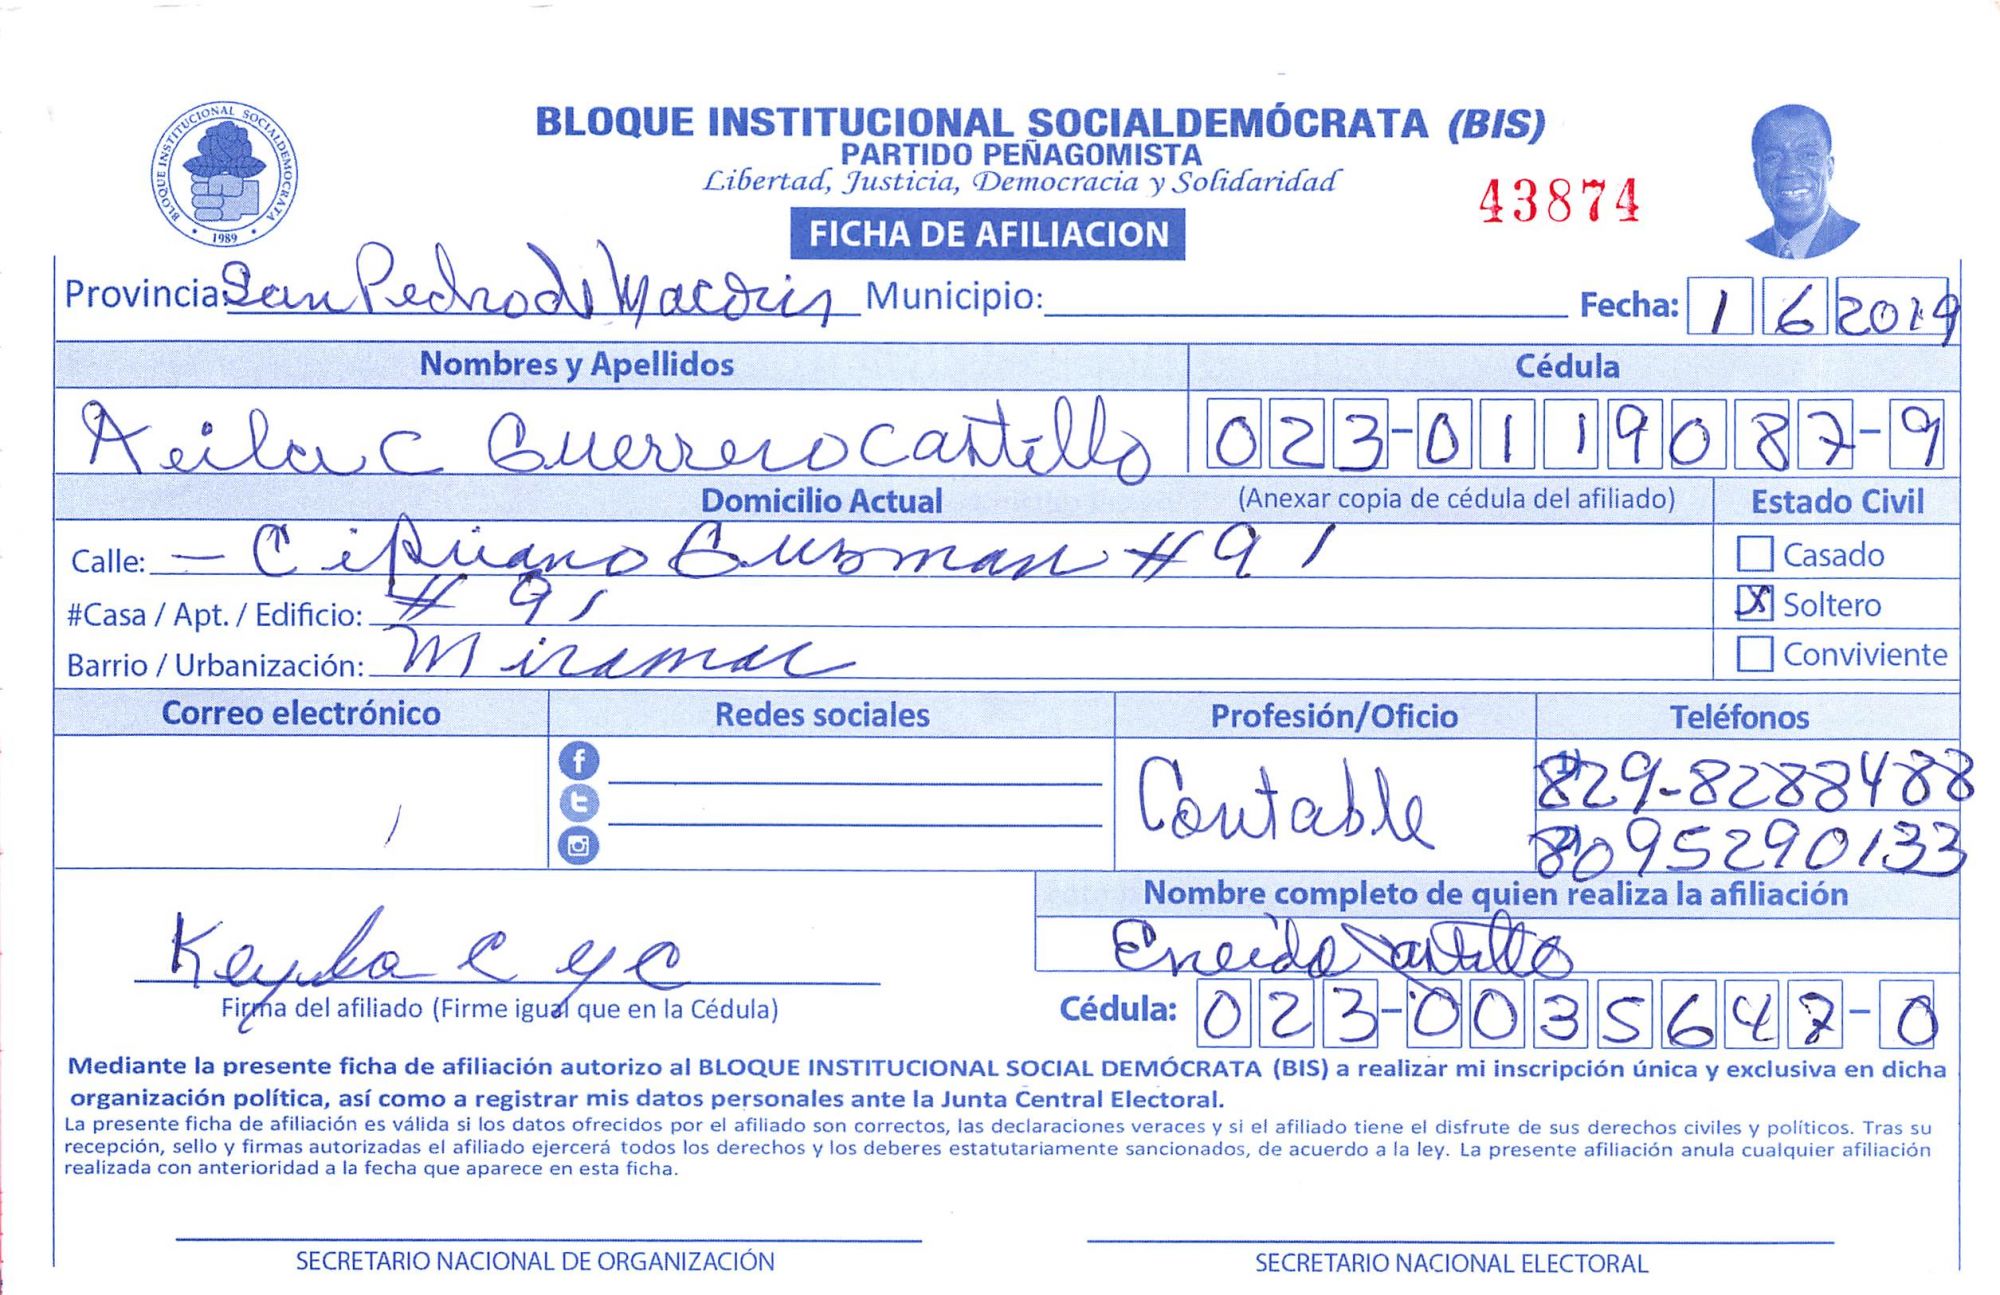 BLOQUE INSTITUCIONAL SOCIALDEMÓCRATA (BIS)
PARTIDO PEÑAGOMISTA
Libertad, Justicia, Democracia y Solidaridad
43874
BLOQUE INSTITUCIONAL SOCIALDEMOCRATA
1989
FICHA DE AFILIACION
Provincia: San Pedro de Macoris Municipio: Fecha: 1 6 2019
Nombres y Apellidos Cédula
Keila C Guerrero Castillo 023-0119087-9
Domicilio Actual (Anexar copia de cédula del afiliado) Estado Civil
Calle: - Cipriano Guzman # 91 Casado
#Casa / Apt. / Edificio: # 91 X Soltero
Barrio / Urbanización: Miramar Conviviente
Correo electrónico Redes sociales Profesión/Oficio Teléfonos
Contable 829-8288488
8095290133
Nombre completo de quien realiza la afiliación
Eneida Castillo
Firma del afiliado (Firme igual que en la Cédula) Cédula: 023-0035647-0
Mediante la presente ficha de afiliación autorizo al BLOQUE INSTITUCIONAL SOCIAL DEMÓCRATA (BIS) a realizar mi inscripción única y exclusiva en dicha
organización política, así como a registrar mis datos personales ante la Junta Central Electoral.
La presente ficha de afiliación es válida si los datos ofrecidos por el afiliado son correctos, las declaraciones veraces y si el afiliado tiene el disfrute de sus derechos civiles y políticos. Tras su
recepción, sello y firmas autorizadas el afiliado ejercerá todos los derechos y los deberes estatutariamente sancionados, de acuerdo a la ley. La presente afiliación anula cualquier afiliación
realizada con anterioridad a la fecha que aparece en esta ficha.
SECRETARIO NACIONAL DE ORGANIZACIÓN SECRETARIO NACIONAL ELECTORAL